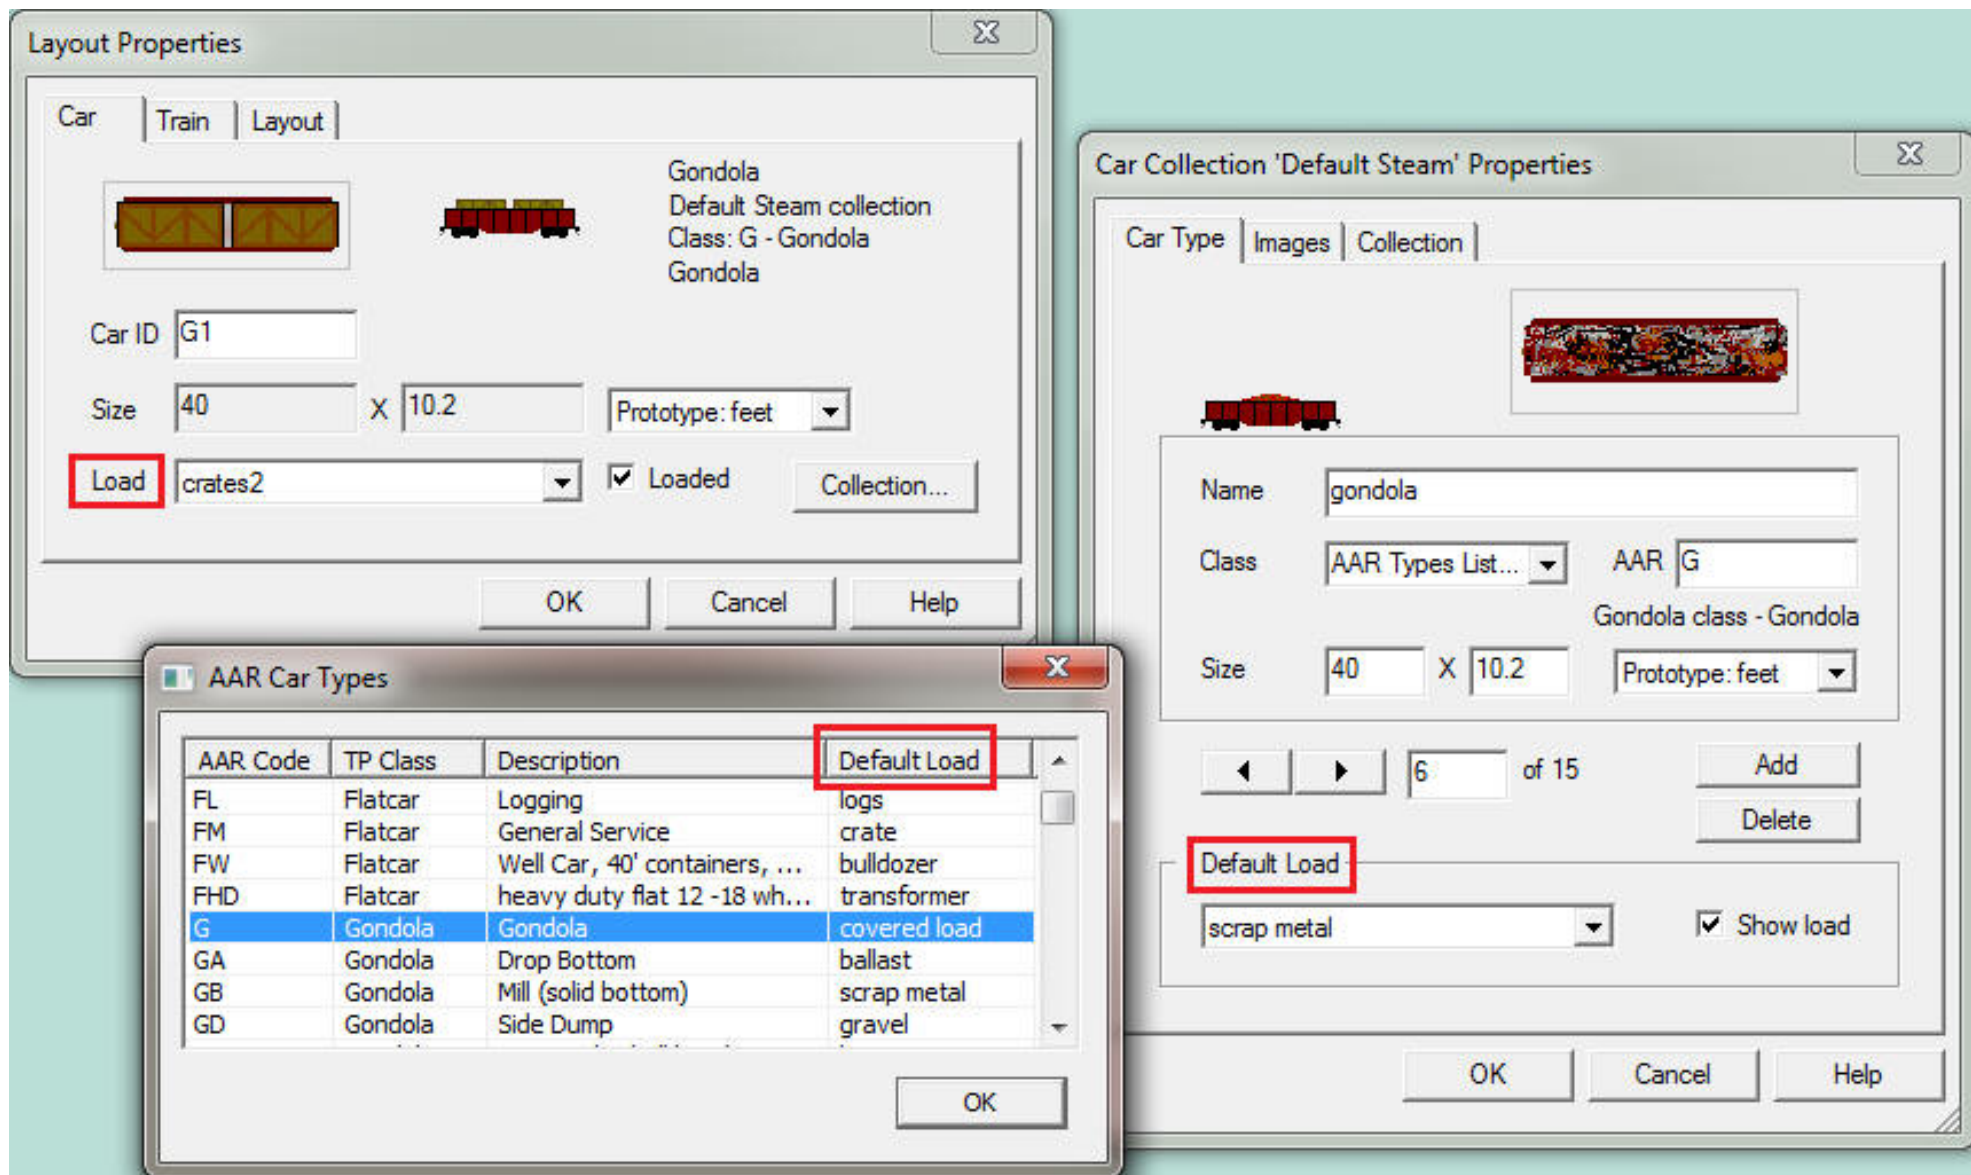 Layout Properties
Car Train Layout
Gondola
Default Steam collection
Class: G - Gondola
Gondola
Car ID G1
Size 40 X 10.2 Prototype: feet
Load crates2 Loaded Collection...
OK Cancel Help
AAR Car Types
AAR Code TP Class Description Default Load
FL Flatcar Logging logs
FM Flatcar General Service crate
FW Flatcar Well Car, 40' containers, ... bulldozer
FHD Flatcar heavy duty flat 12 -18 wh... transformer
G Gondola Gondola covered load
GA Gondola Drop Bottom ballast
GB Gondola Mill (solid bottom) scrap metal
GD Gondola Side Dump gravel
OK
Car Collection 'Default Steam' Properties
Car Type Images Collection
Name gondola
Class AAR Types List... AAR G
Gondola class - Gondola
Size 40 X 10.2 Prototype: feet
6 of 15 Add
Delete
Default Load
scrap metal Show load
OK Cancel Help